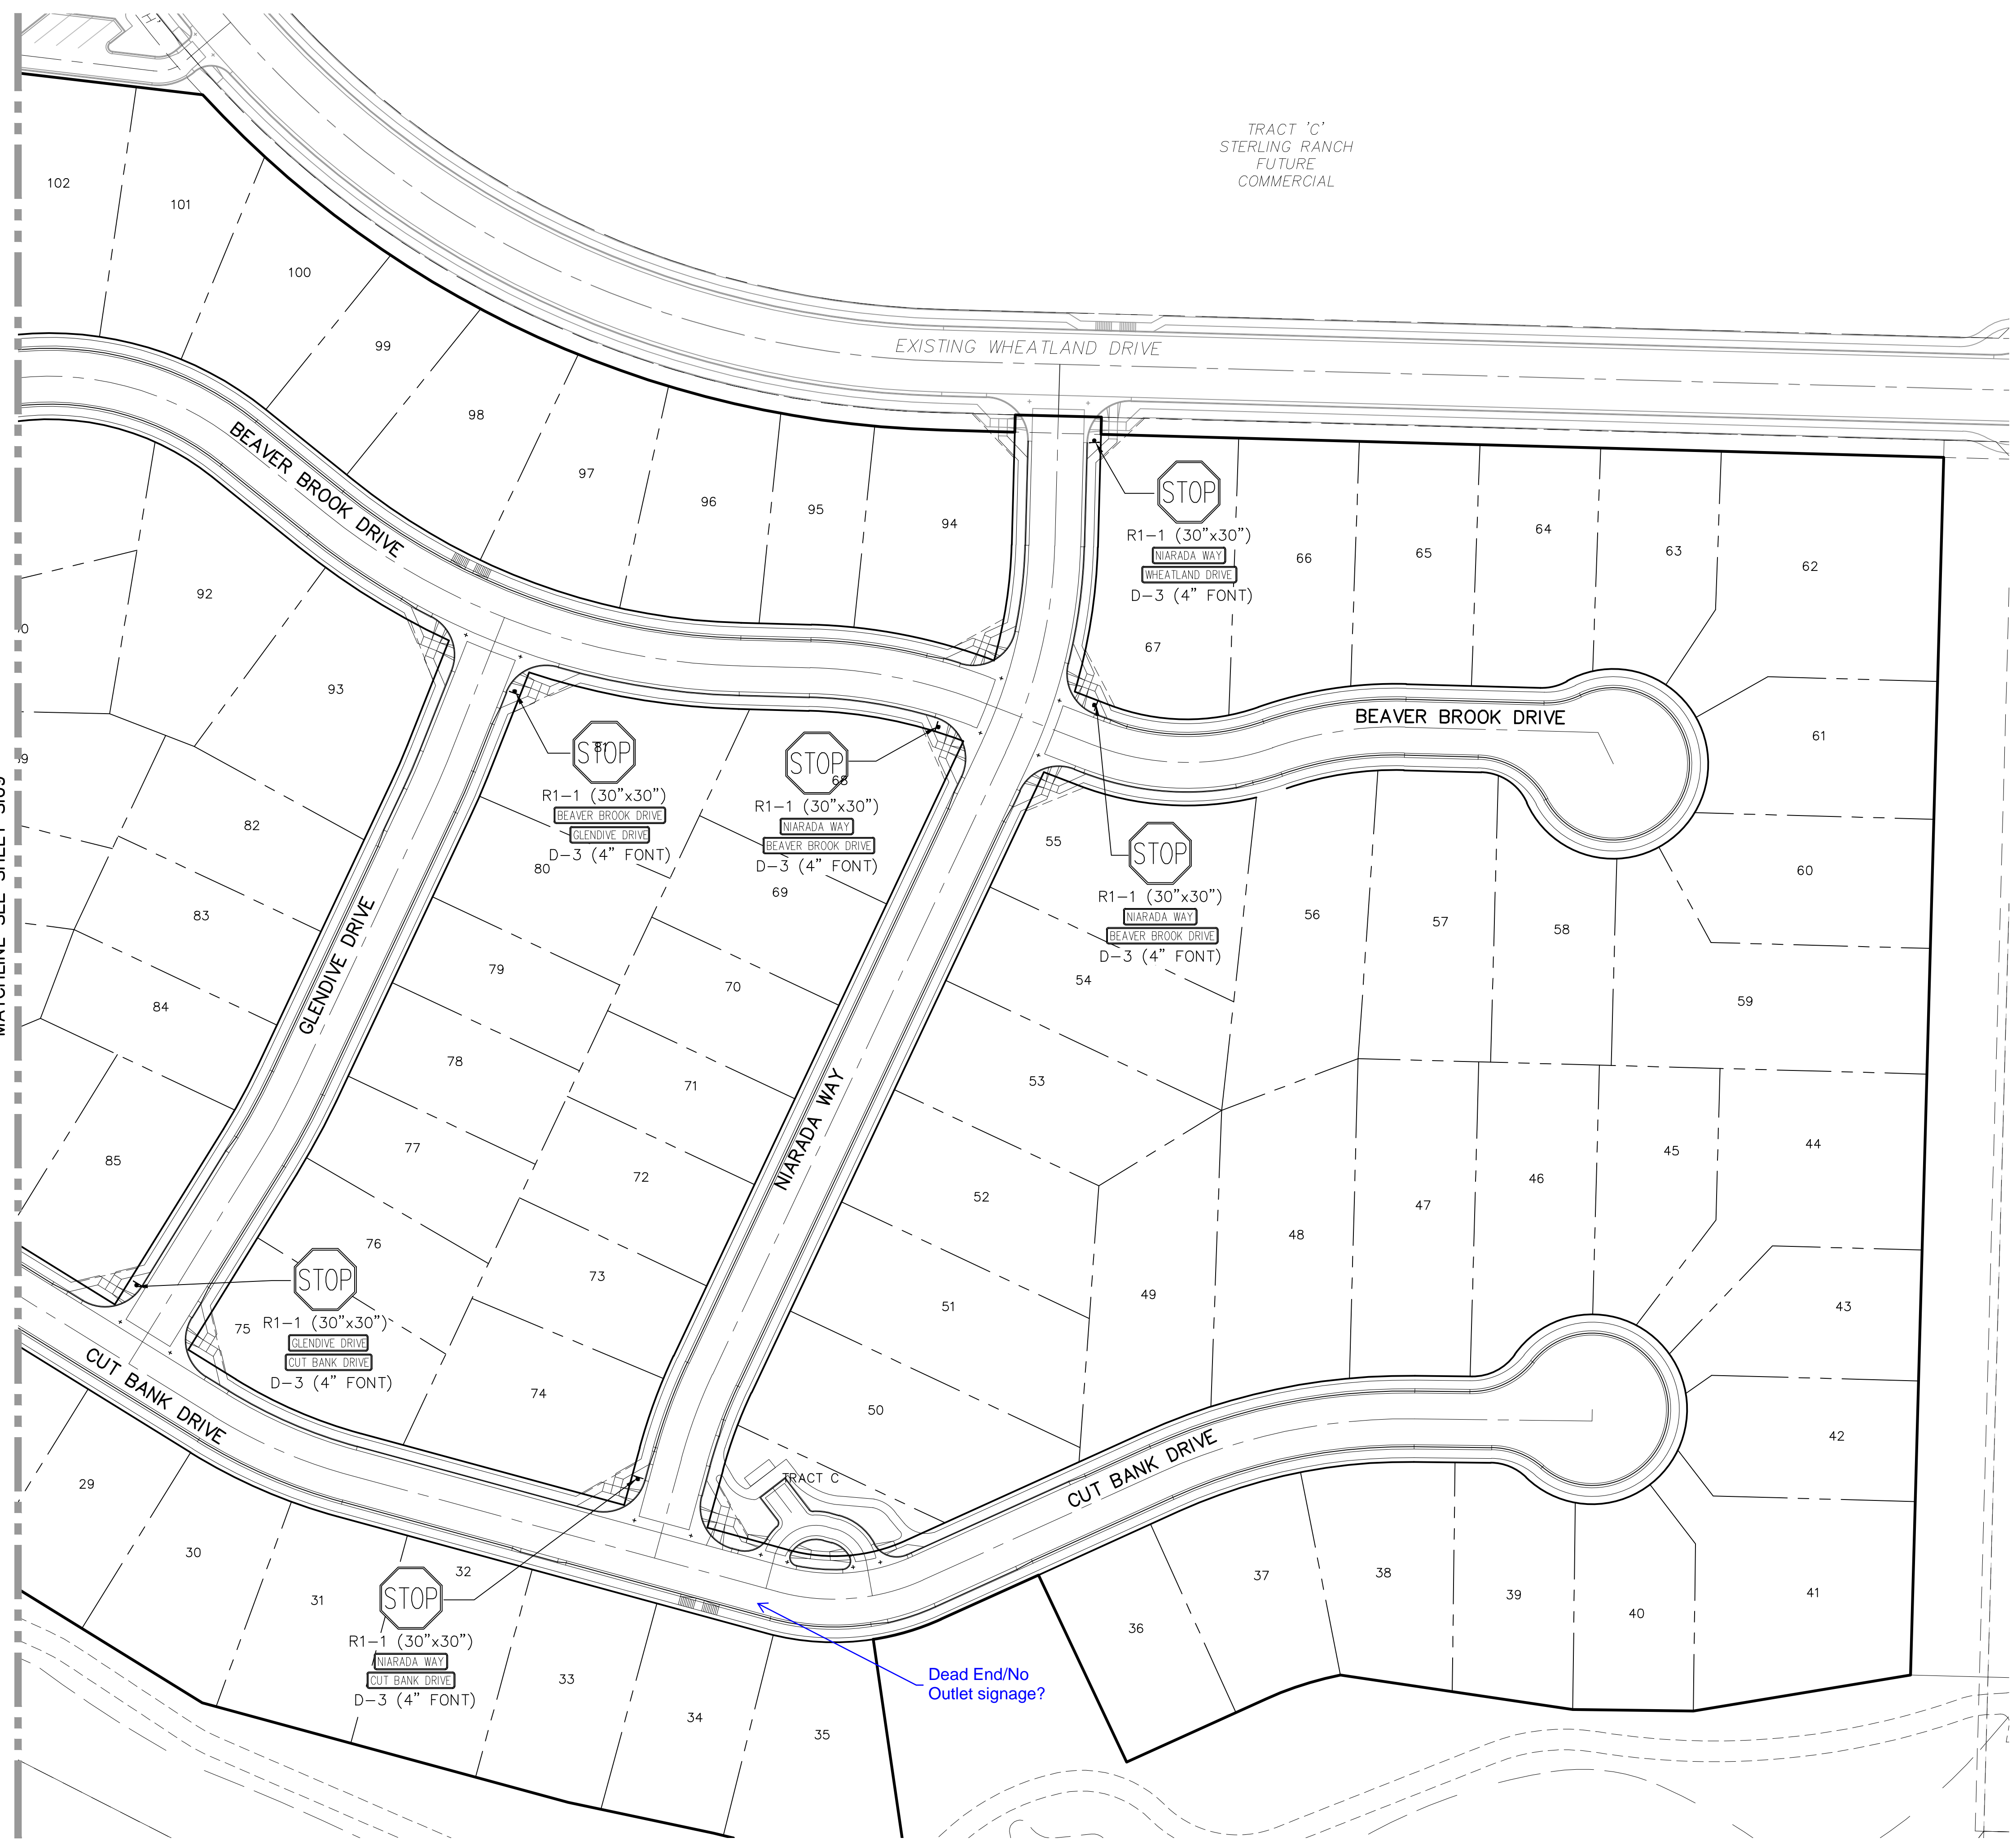 TRACT 'C'
STERLING RANCH
FUTURE
COMMERCIAL
102
101
100
99
98
97
96
95
94
EXISTING WHEATLAND DRIVE
BEAVER BROOK DRIVE
STOP
R1-1 (30"x30")
NIARADA WAY
WHEATLAND DRIVE
D-3 (4" FONT)
67
66
65
64
63
62
92
93
BEAVER BROOK DRIVE
61
60
STOP
81
R1-1 (30"x30")
BEAVER BROOK DRIVE
GLENDIVE DRIVE
D-3 (4" FONT)
80
STOP
68
R1-1 (30"x30")
NIARADA WAY
BEAVER BROOK DRIVE
D-3 (4" FONT)
69
STOP
R1-1 (30"x30")
NIARADA WAY
BEAVER BROOK DRIVE
D-3 (4" FONT)
55
56
57
58
59
82
83
84
85
GLENDIVE DRIVE
79
78
77
76
75
70
71
72
73
74
NIARADA WAY
54
53
52
51
50
49
48
47
46
45
44
43
42
41
STOP
R1-1 (30"x30")
GLENDIVE DRIVE
CUT BANK DRIVE
D-3 (4" FONT)
CUT BANK DRIVE
TRACT C
CUT BANK DRIVE
29
30
31
32
33
34
35
36
37
38
39
40
STOP
R1-1 (30"x30")
NIARADA WAY
CUT BANK DRIVE
D-3 (4" FONT)
Dead End/No
Outlet signage?